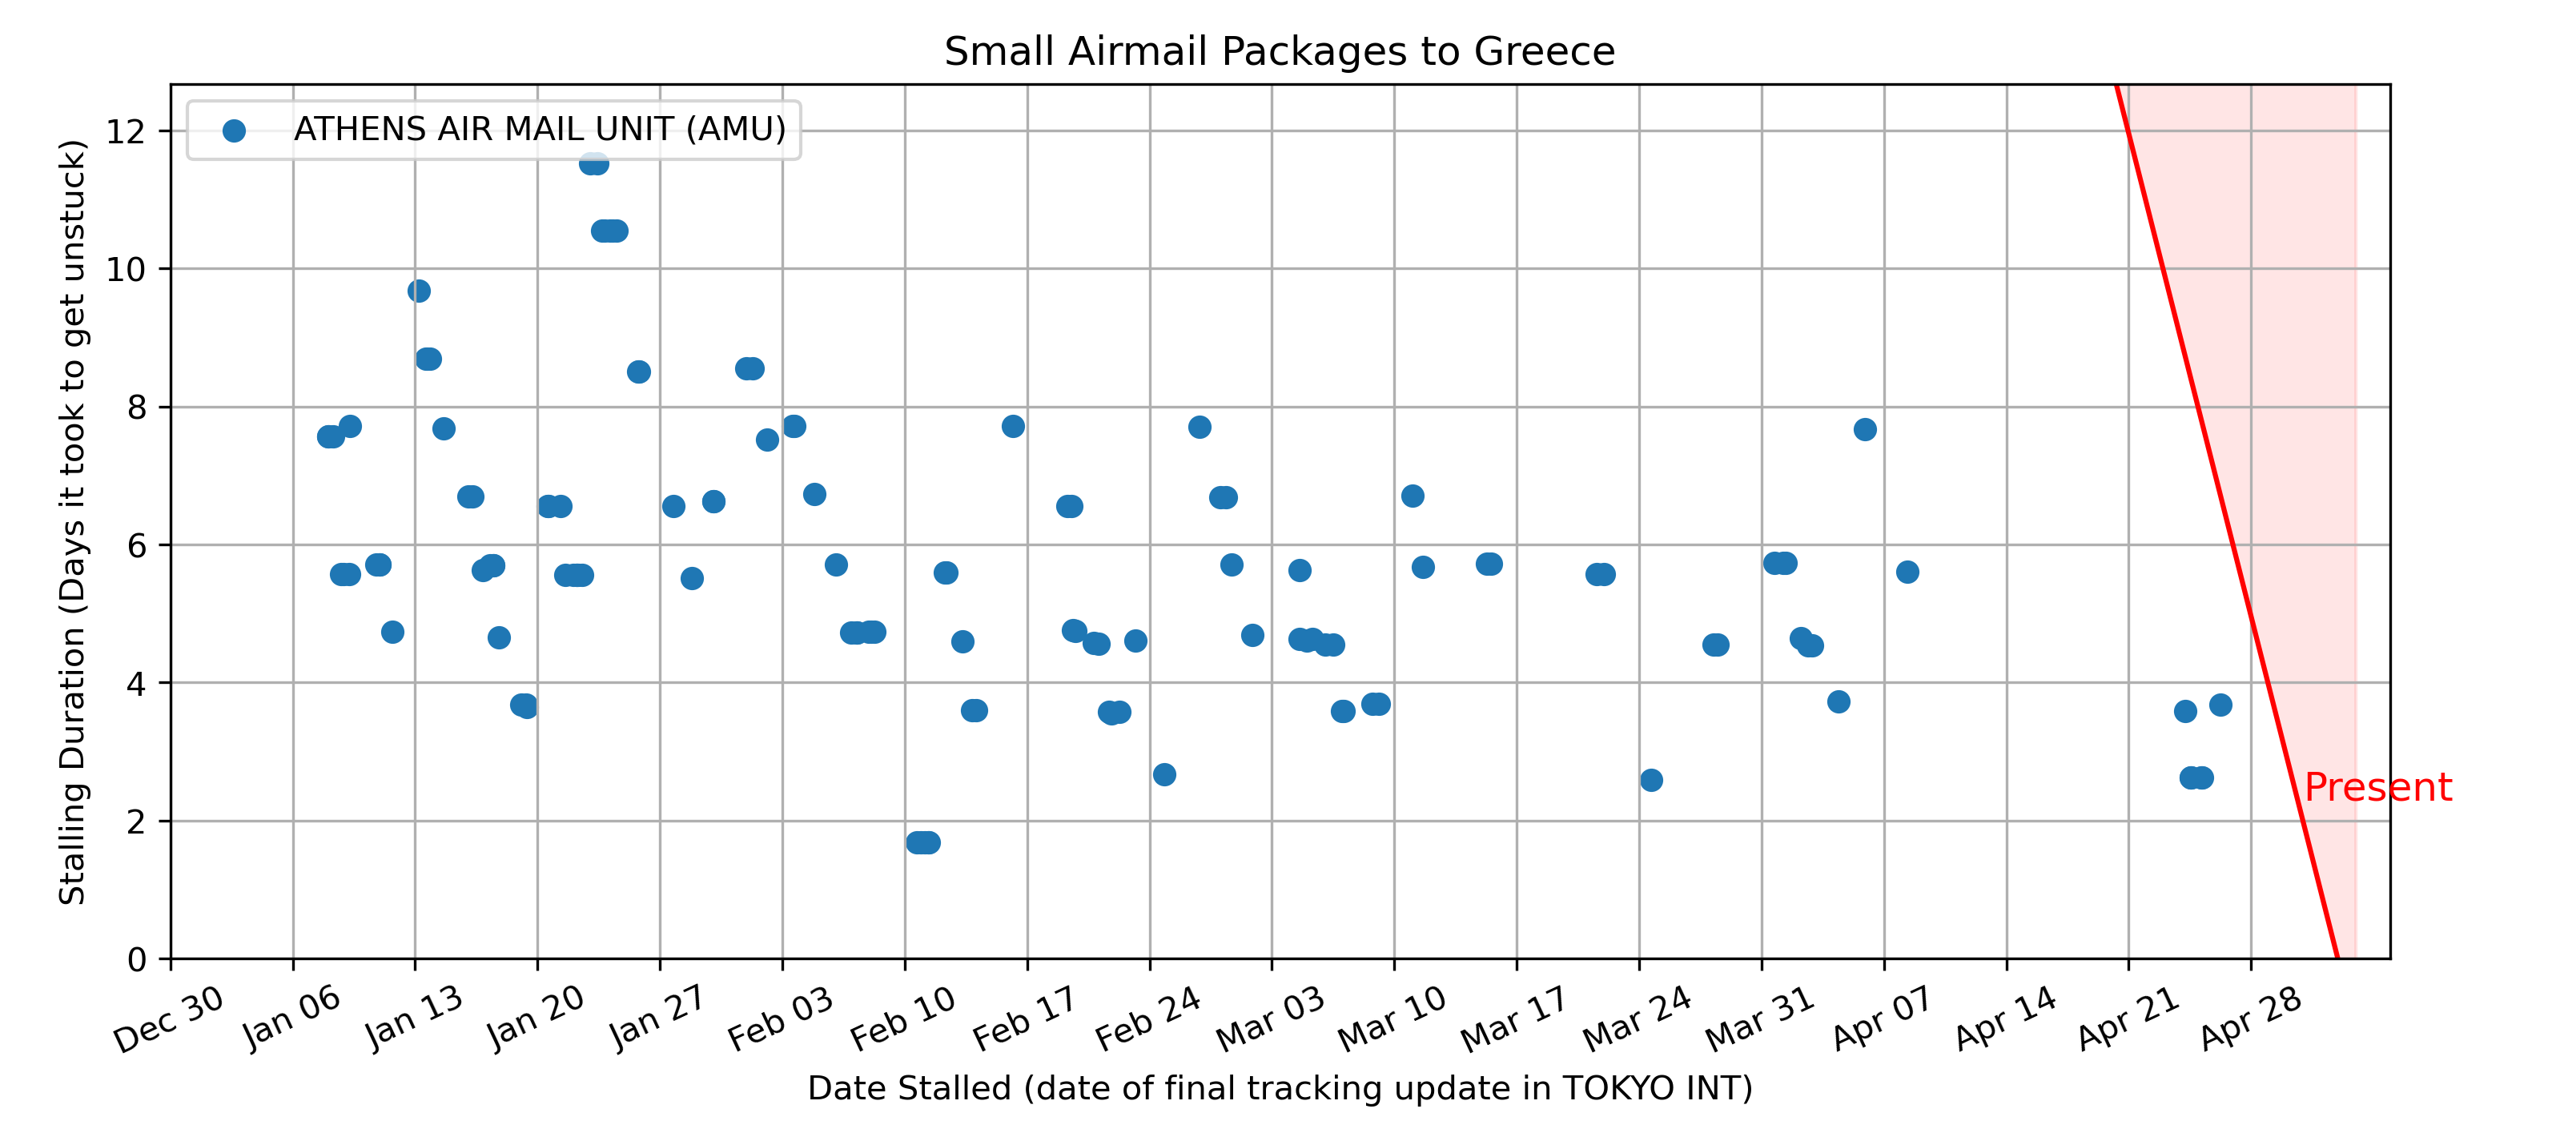 Small Airmail Packages to Greece
ATHENS AIR MAIL UNIT (AMU)
Stalling Duration (Days it took to get unstuck)
12
10
8
6
4
2
0
Present
Dec 30
Jan 06
Jan 13
Jan 20
Jan 27
Feb 03
Feb 10
Feb 17
Feb 24
Mar 03
Mar 10
Mar 17
Mar 24
Mar 31
Apr 07
Apr 14
Apr 21
Apr 28
Date Stalled (date of final tracking update in TOKYO INT)